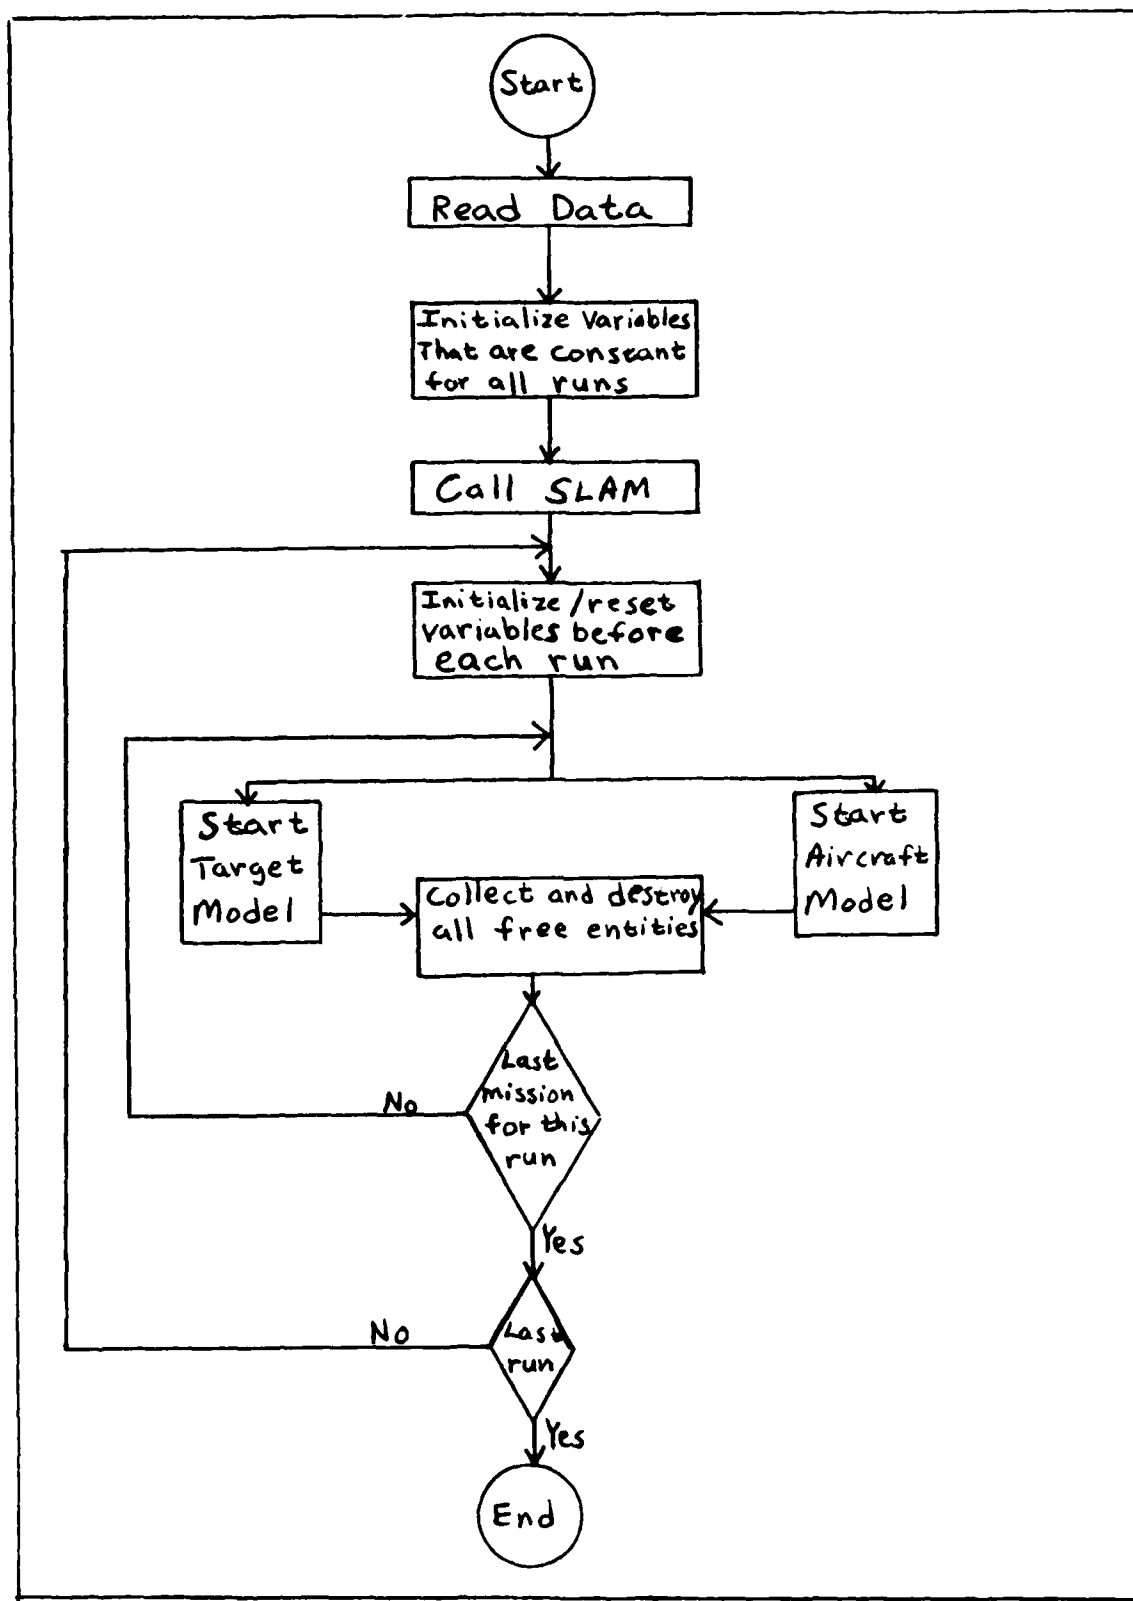 Start
Read Data
Initialize Variables
That are constant
for all runs
Call SLAM
Initialize/reset
variables before
each run
Start
Target
Model
Start
Aircraft
Model
Collect and destroy
all free entities
Last
mission
for this
run
No
Yes
Last
run
No
Yes
End